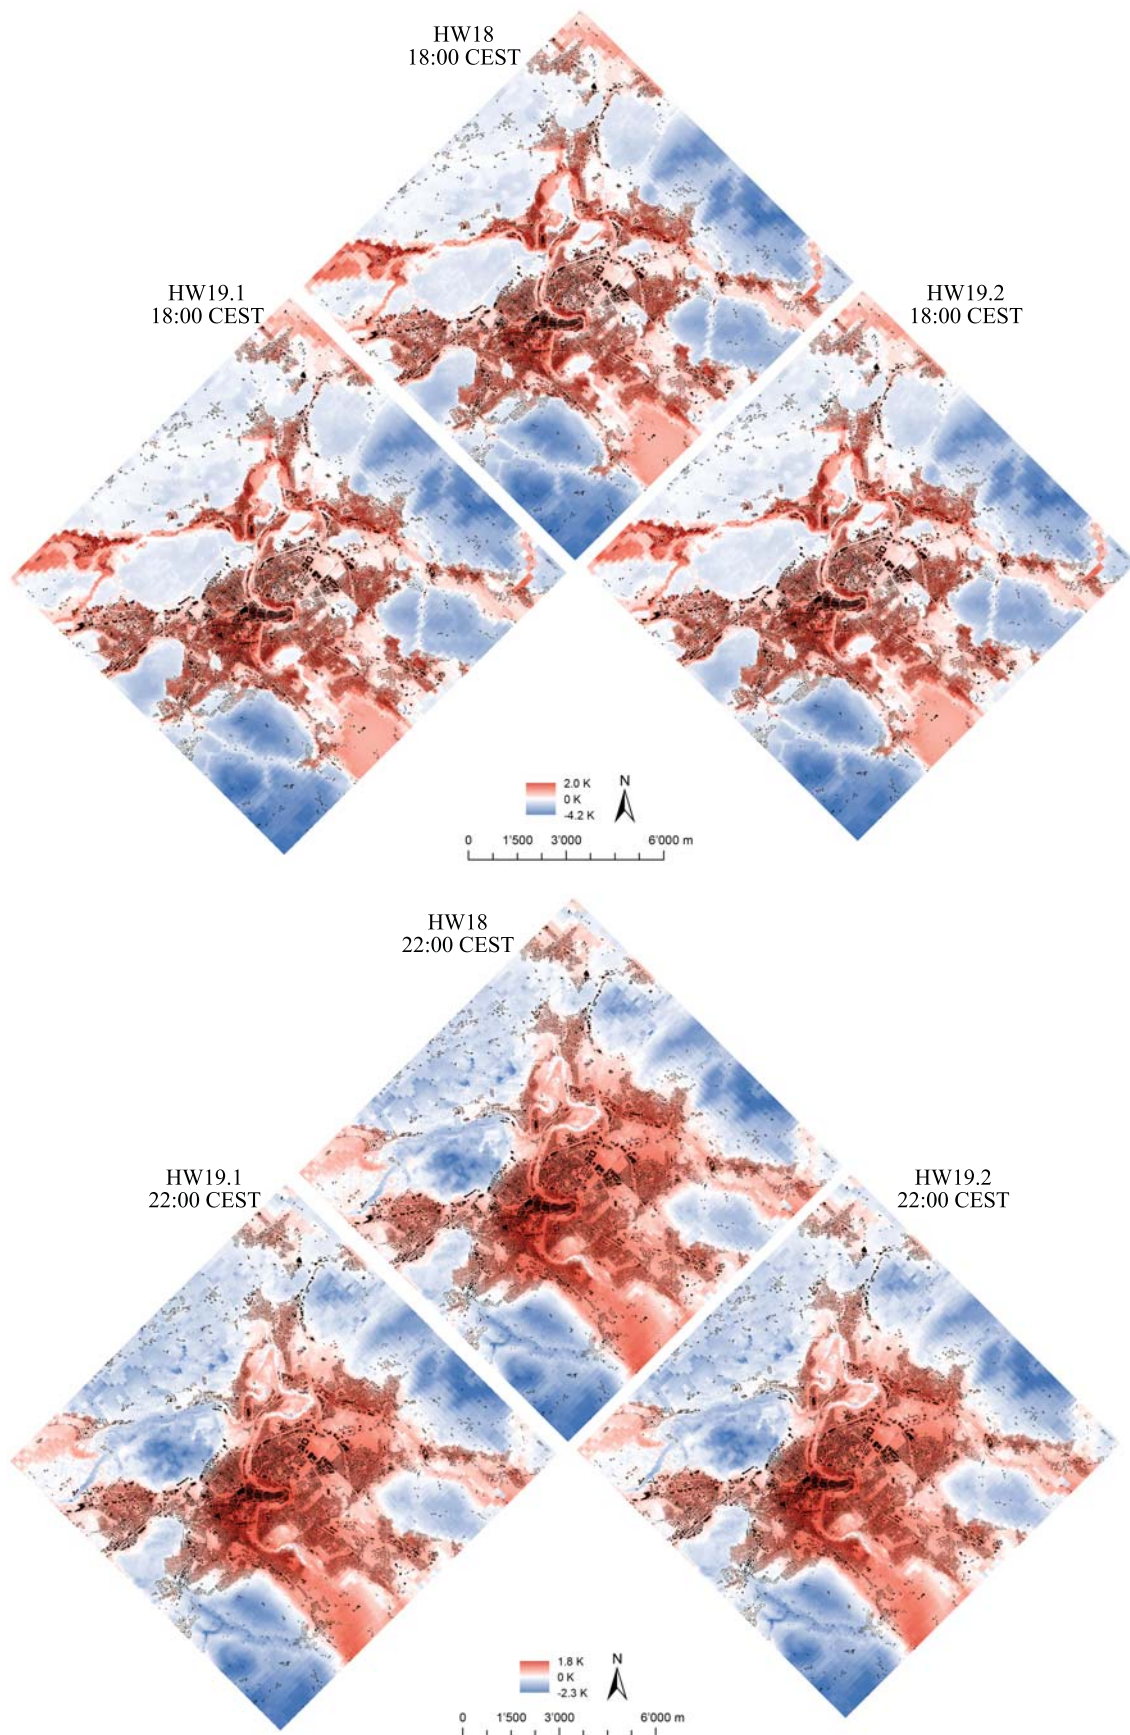 HW18
18:00 CEST
HW19.1
18:00 CEST
HW19.2
18:00 CEST
2.0 K
0 K
-4.2 K
N
0 1'500 3'000 6'000 m
HW18
22:00 CEST
HW19.1
22:00 CEST
HW19.2
22:00 CEST
1.8 K
0 K
-2.3 K
N
0 1'500 3'000 6'000 m